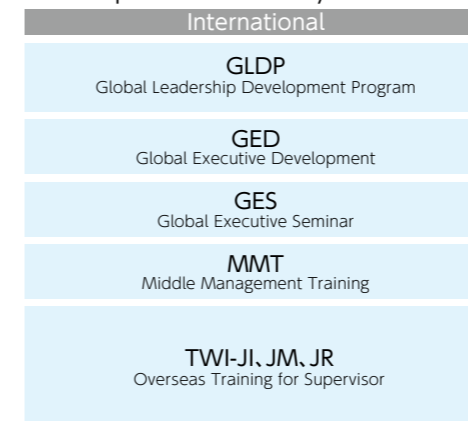 International
GLDP
Global Leadership Development Program
GED
Global Executive Development
GES
Global Executive Seminar
MMT
Middle Management Training
TWI-JI、JM、JR
Overseas Training for Supervisor